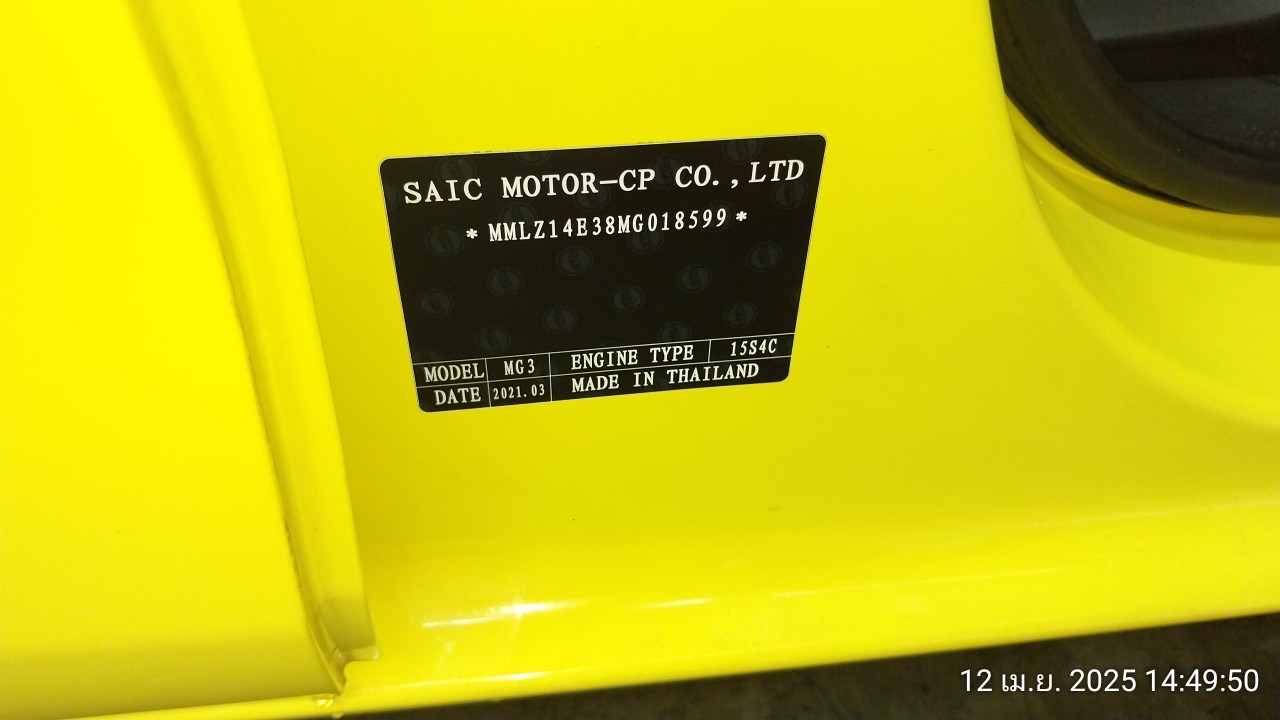 SAIC MOTOR-CP CO.,LTD
*MMLZ14E38MG018599*
MODEL MG3 ENGINE TYPE 15S4C
DATE 2021.03 MADE IN THAILAND
12 เม.ย. 2025 14:49:50